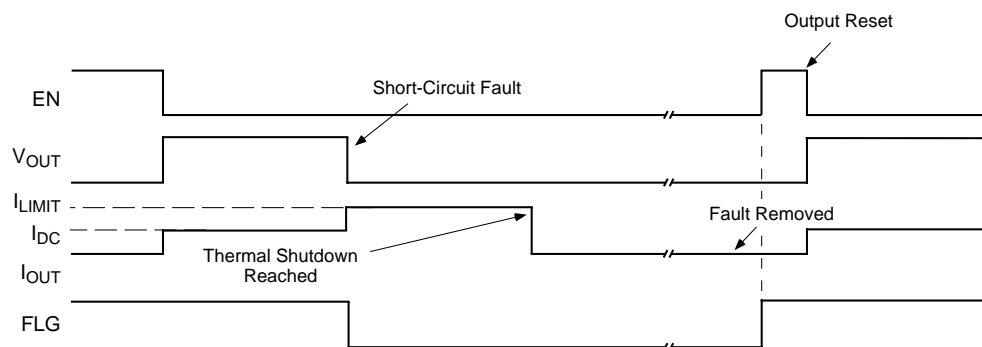 Output Reset
EN
Short-Circuit Fault
VOUT
ILIMIT
IDC
Fault Removed
Thermal Shutdown
Reached
IOUT
FLG